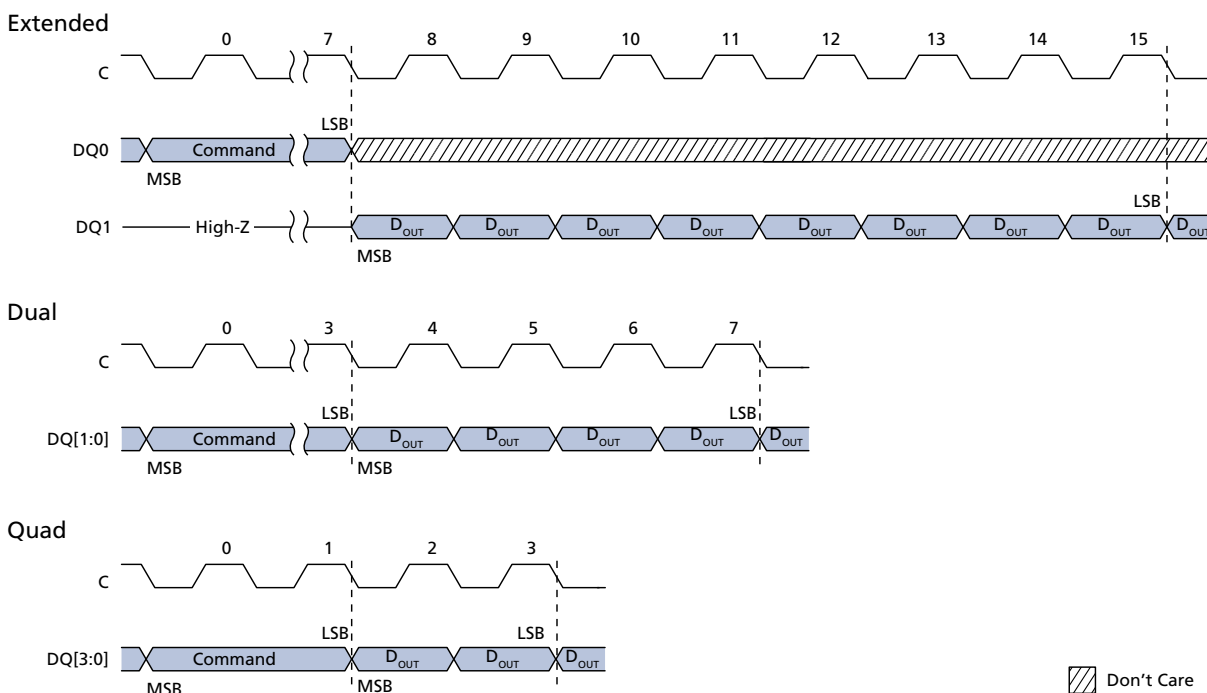 Extended
0 7 8 9 10 11 12 13 14 15
C
LSB
DQ0 Command
MSB
LSB
DQ1 High-Z DOUT DOUT DOUT DOUT DOUT DOUT DOUT DOUT DOUT
MSB
Dual
0 3 4 5 6 7
C
LSB LSB
DQ[1:0] Command DOUT DOUT DOUT DOUT DOUT
MSB MSB
Quad
0 1 2 3
C
LSB LSB
DQ[3:0] Command DOUT DOUT DOUT
MSB MSB
Don't Care